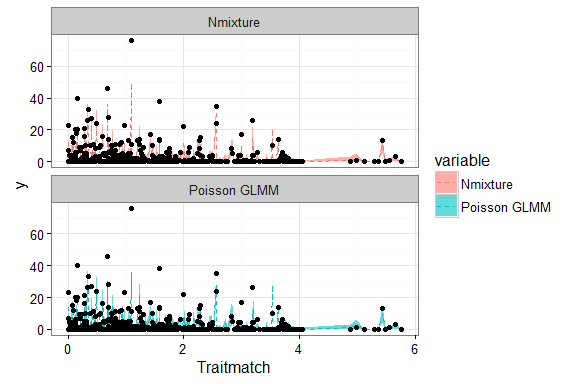 Nmixture
60
40
20
0
Poisson GLMM
60
40
20
0
y
0 2 4 6
Traitmatch
variable
Nmixture
Poisson GLMM